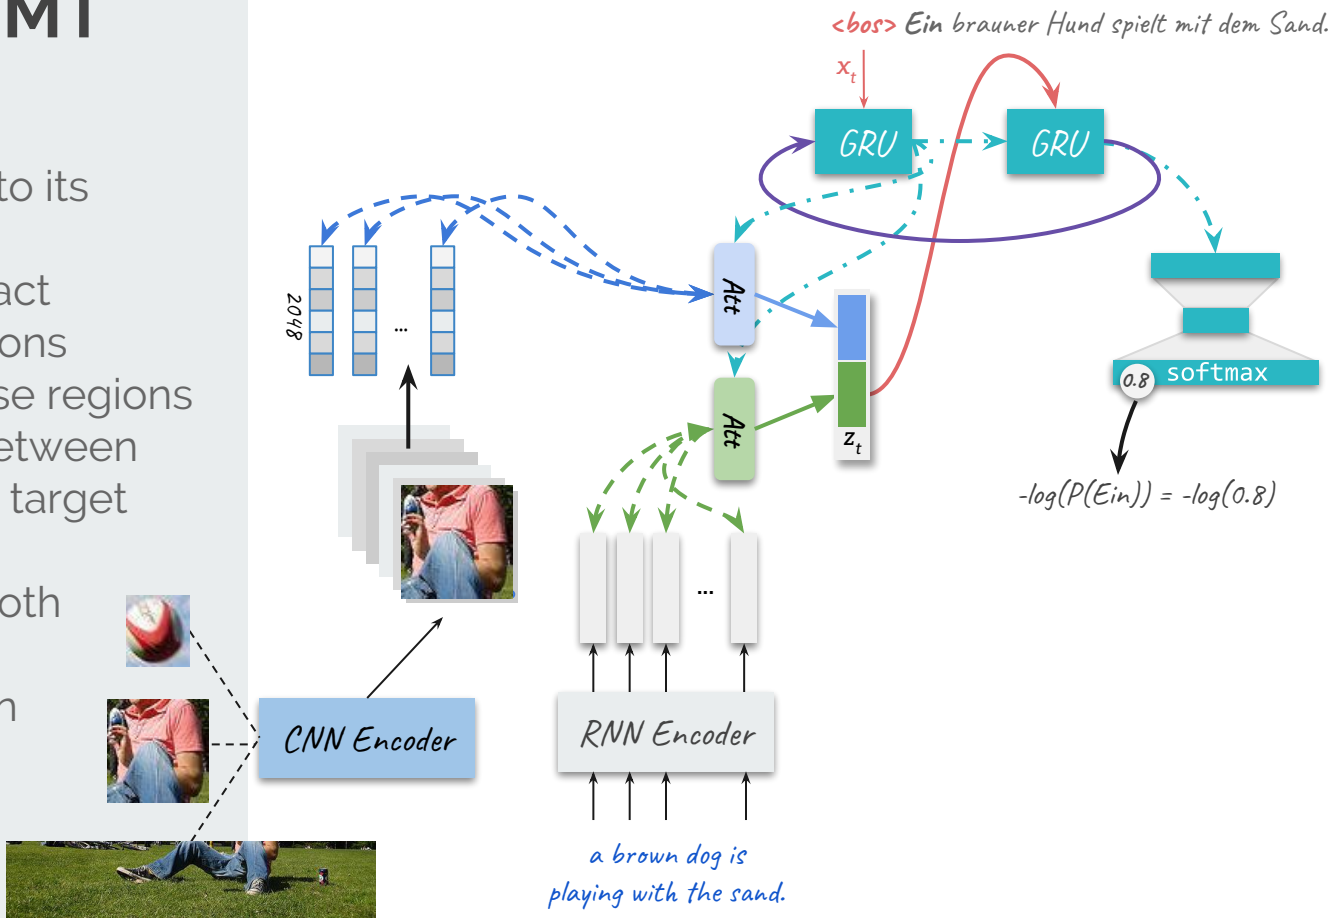 MT
to its
act
ons
se regions
etween
target
oth
n
<bos> Ein brauner Hund spielt mit dem Sand.
xt
GRU
GRU
2048
...
Att
Att
zt
softmax
0.8
-log(P(Ein)) = -log(0.8)
...
CNN Encoder
RNN Encoder
a brown dog is
playing with the sand.